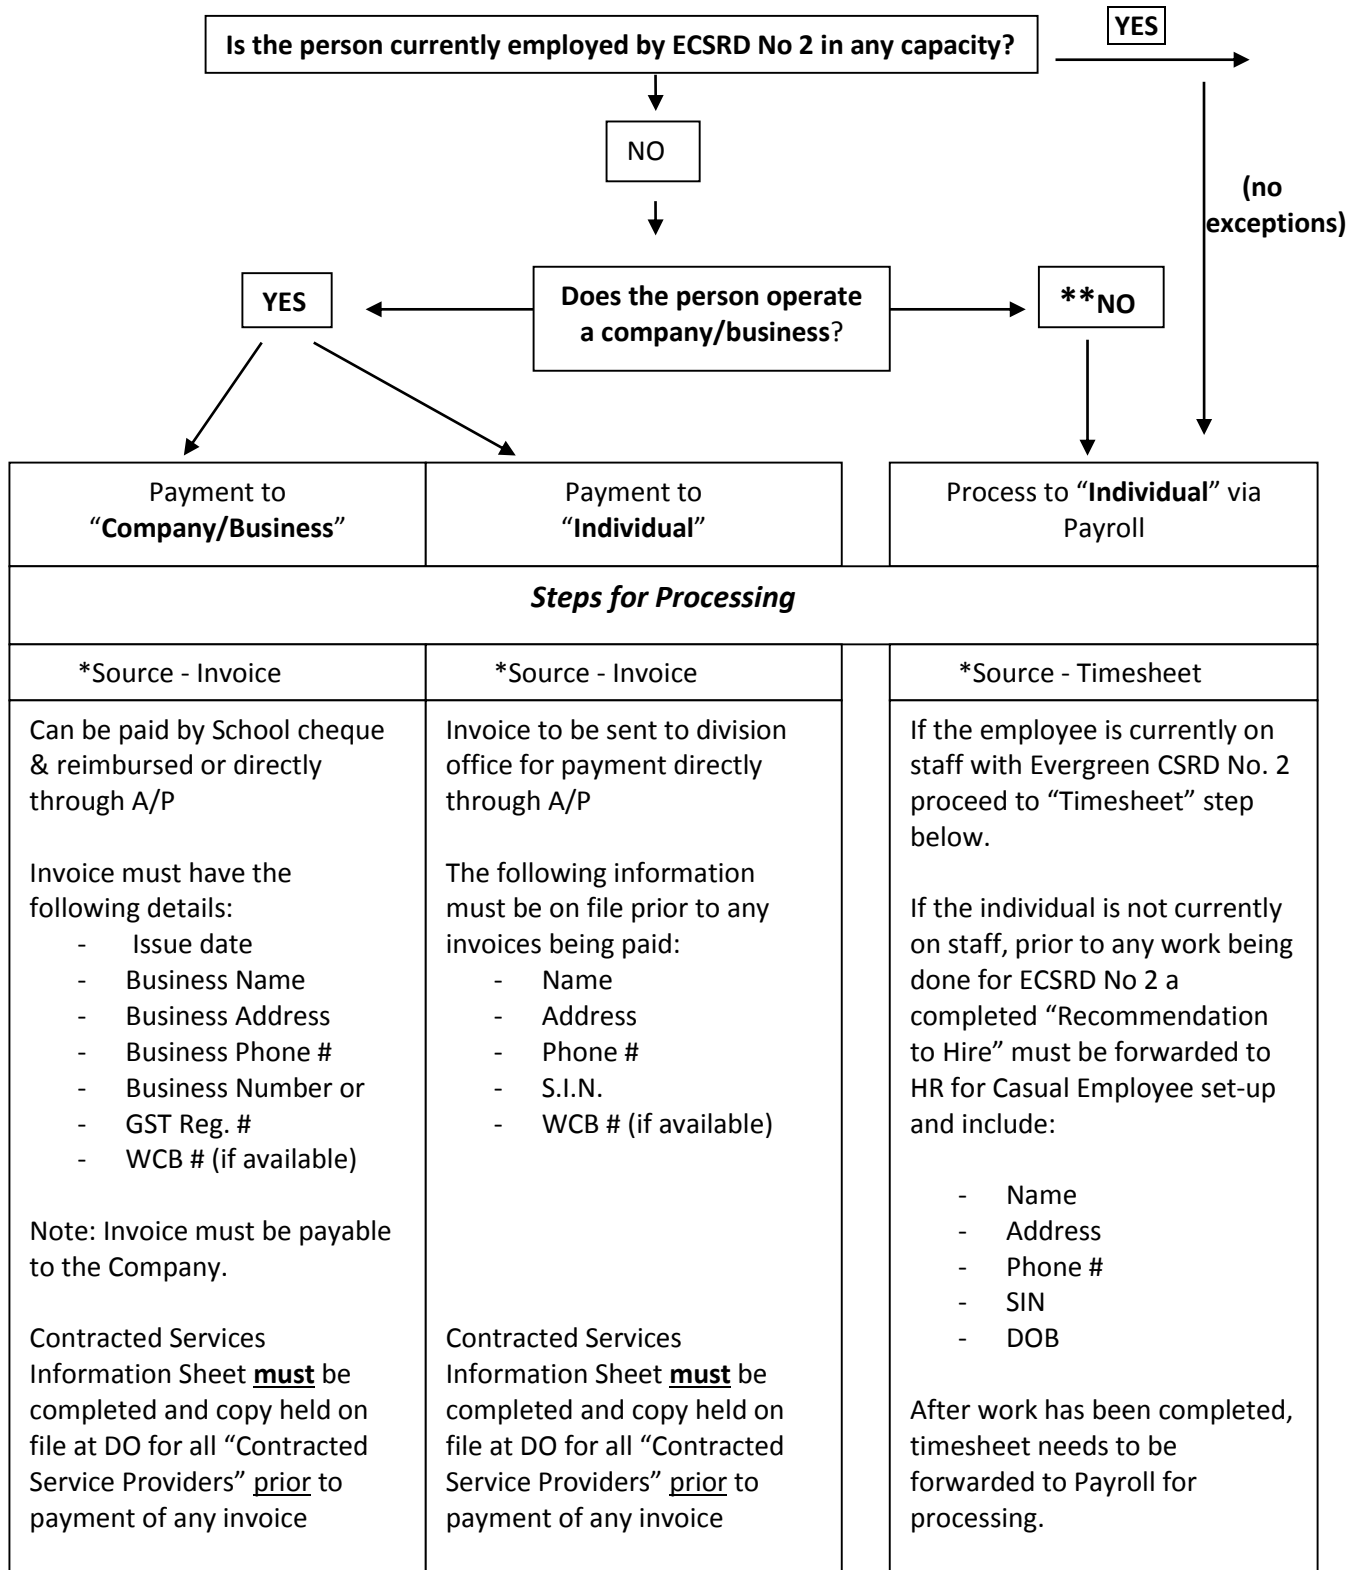 Is the person currently employed by ECSRD No 2 in any capacity?
YES
NO
(no
exceptions)
YES
Does the person operate
a company/business?
**NO
Payment to
“Company/Business”
Payment to
“Individual”
Process to “Individual” via
Payroll
Steps for Processing
*Source - Invoice
*Source - Invoice
*Source - Timesheet
Can be paid by School cheque
& reimbursed or directly
through A/P
Invoice must have the
following details:
- Issue date
- Business Name
- Business Address
- Business Phone #
- Business Number or
- GST Reg. #
- WCB # (if available)
Note: Invoice must be payable
to the Company.
Contracted Services
Information Sheet must be
completed and copy held on
file at DO for all “Contracted
Service Providers” prior to
payment of any invoice
Invoice to be sent to division
office for payment directly
through A/P
The following information
must be on file prior to any
invoices being paid:
- Name
- Address
- Phone #
- S.I.N.
- WCB # (if available)
Contracted Services
Information Sheet must be
completed and copy held on
file at DO for all “Contracted
Service Providers” prior to
payment of any invoice
If the employee is currently on
staff with Evergreen CSRD No. 2
proceed to “Timesheet” step
below.
If the individual is not currently
on staff, prior to any work being
done for ECSRD No 2 a
completed “Recommendation
to Hire” must be forwarded to
HR for Casual Employee set-up
and include:
- Name
- Address
- Phone #
- SIN
- DOB
After work has been completed,
timesheet needs to be
forwarded to Payroll for
processing.